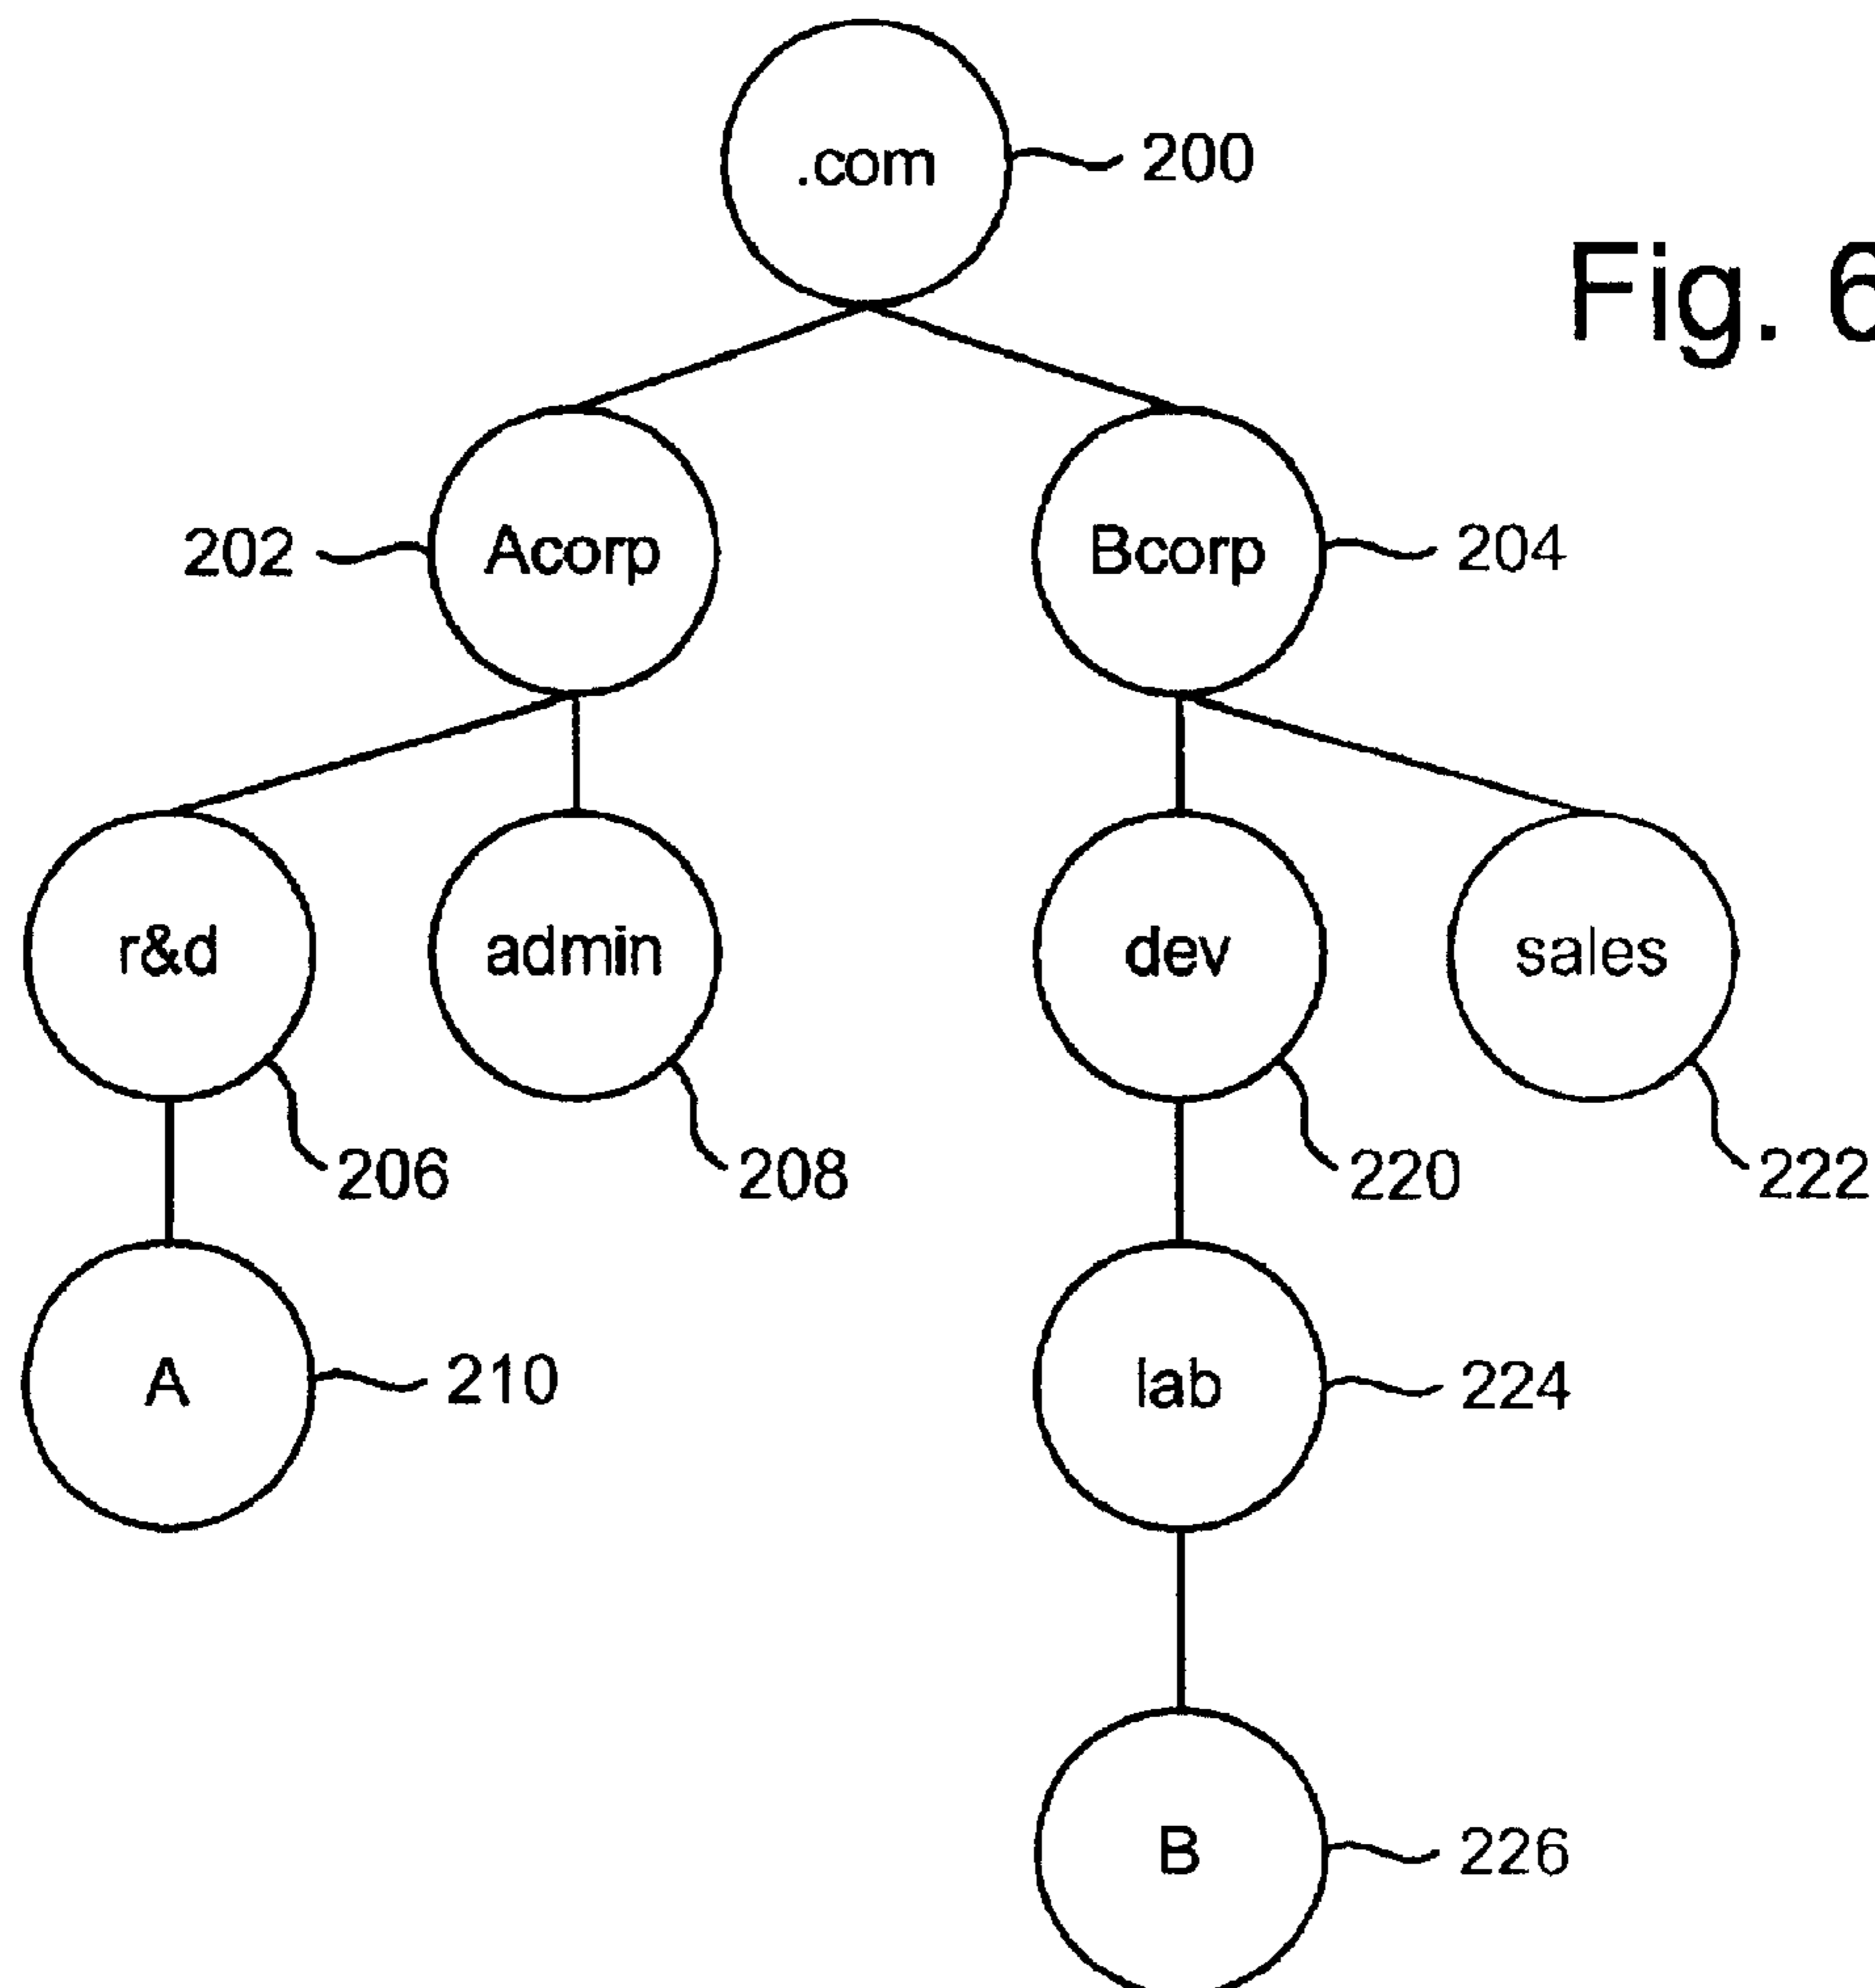 .com
200
Fig. 6
202
Acorp
Bcorp
204
r&d
admin
dev
sales
206
208
220
222
A
210
lab
224
B
226